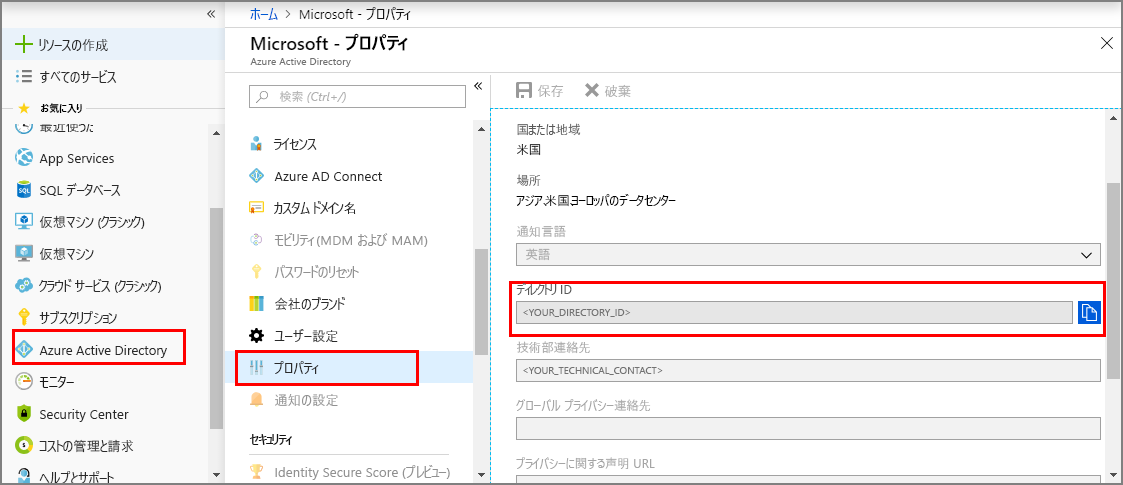 «
リソースの作成
すべてのサービス
お気に入り
最近使った
App Services
SQL データベース
仮想マシン (クラシック)
仮想マシン
クラウド サービス (クラシック)
サブスクリプション
Azure Active Directory
モニター
Security Center
コストの管理と請求
ヘルプとサポート
ホーム > Microsoft - プロパティ
Microsoft - プロパティ
Azure Active Directory
検索 (Ctrl+/)
«
ライセンス
Azure AD Connect
カスタム ドメイン名
モビリティ (MDM および MAM)
パスワードのリセット
会社のブランド
ユーザー設定
プロパティ
通知の設定
セキュリティ
Identity Secure Score (プレビュー)
保存 破棄
国または地域
米国
場所
アジア,米国ヨーロッパのデータセンター
通知言語
英語
ディレクトリ ID
<YOUR_DIRECTORY_ID>
技術部連絡先
<YOUR_TECHNICAL_CONTACT>
グローバル プライバシー連絡先
プライバシーに関する声明 URL